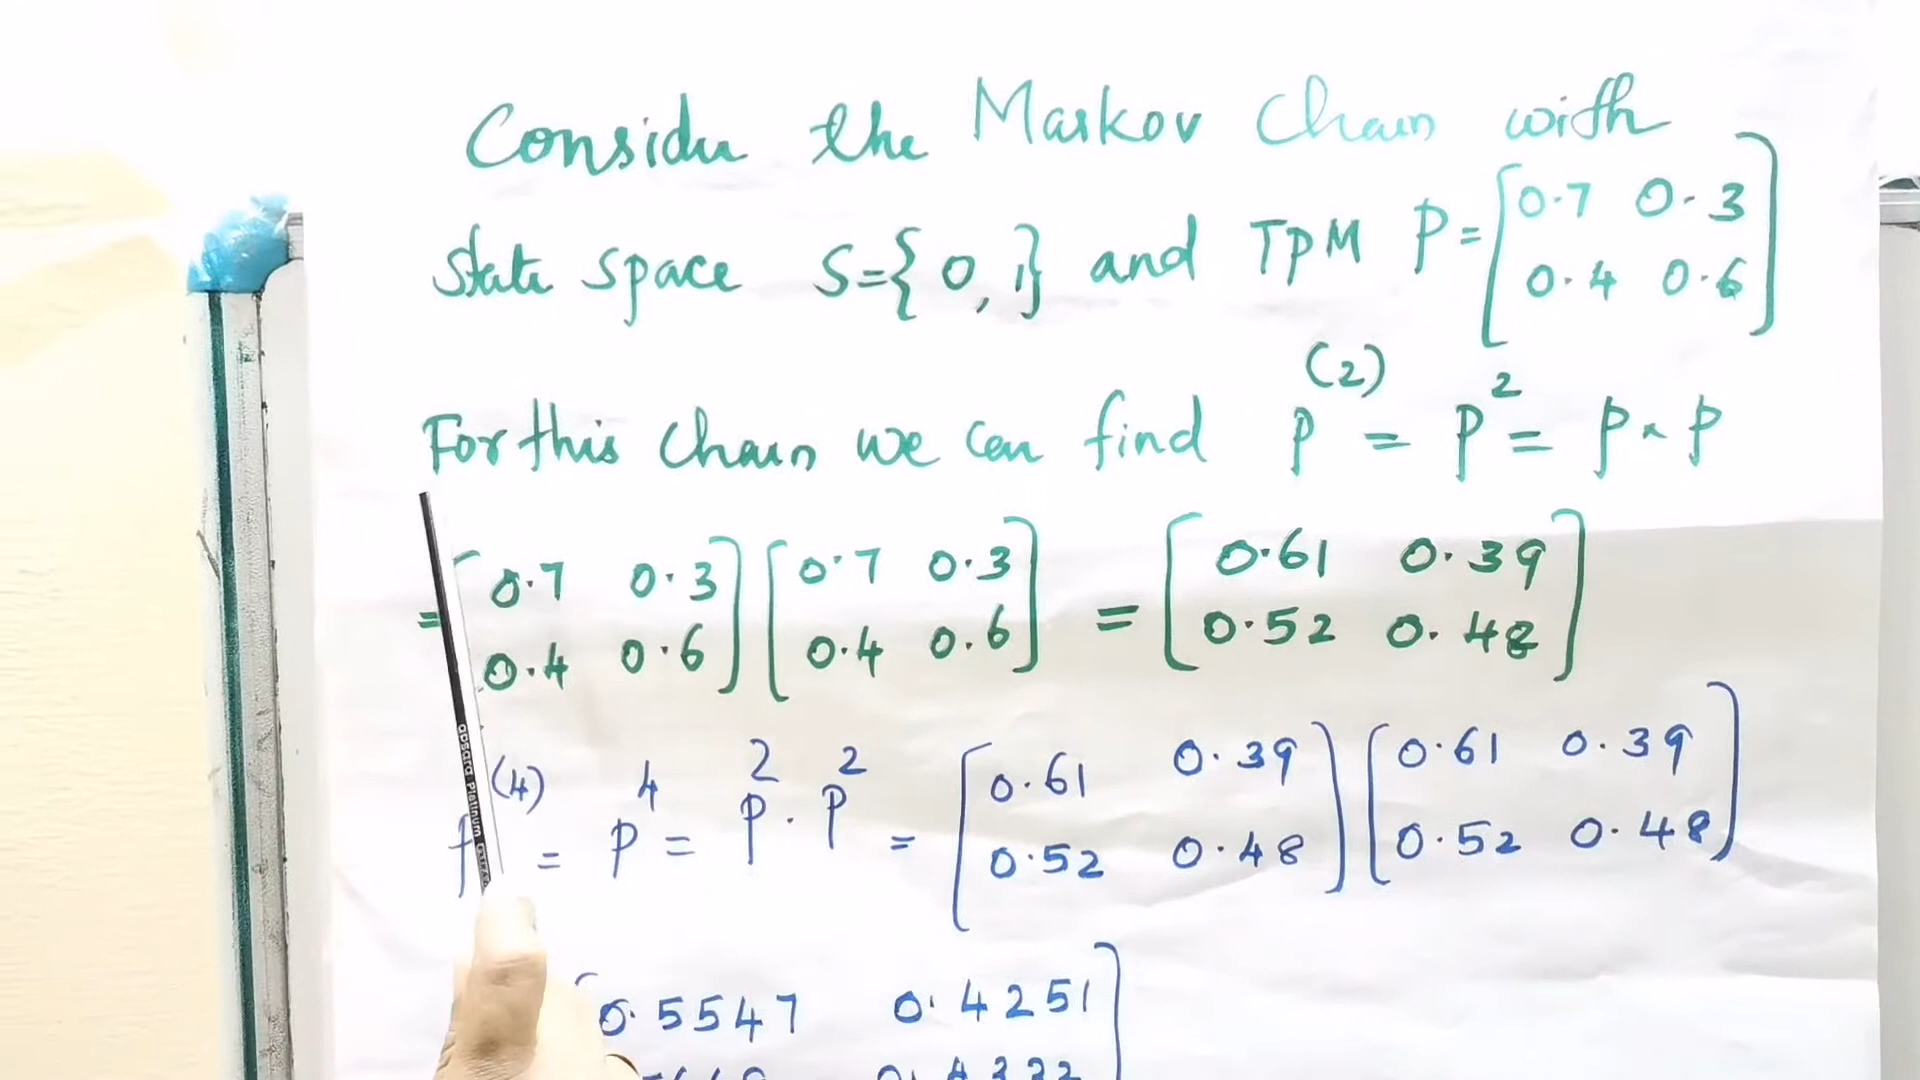 Consider the Markov Chain with
state space S={0,1} and TPM P=[0.7 0.3
0.4 0.6]
For this chain we can find P^(2) = P^2 = P × P
= [0.7 0.3] [0.7 0.3] = [0.61 0.39]
[0.4 0.6] [0.4 0.6] [0.52 0.48]
P^(4) = P^4 = P^2 . P^2 = [0.61 0.39] [0.61 0.39]
[0.52 0.48] [0.52 0.48]
[0.5547 0.4251]
apsara Platinum